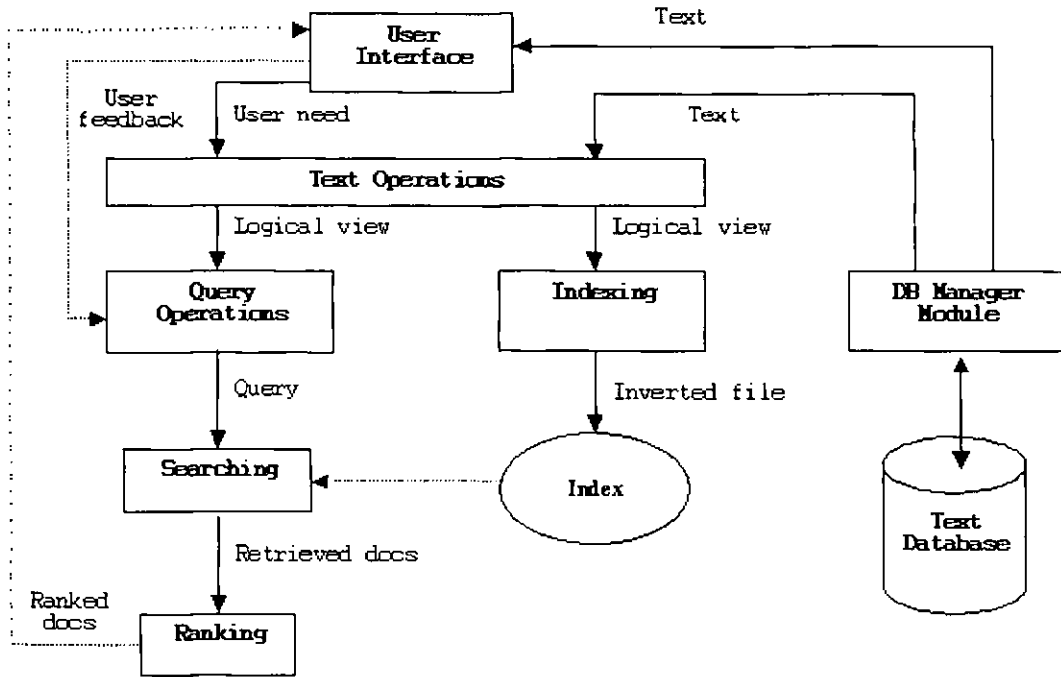 Text
User
Interface
User
feedback
User need
Text
Text Operations
Logical view
Logical view
Query
Operations
Indexing
DB Manager
Module
Query
Inverted file
Searching
Index
Text
Database
Retrieved docs
Ranked
docs
Ranking